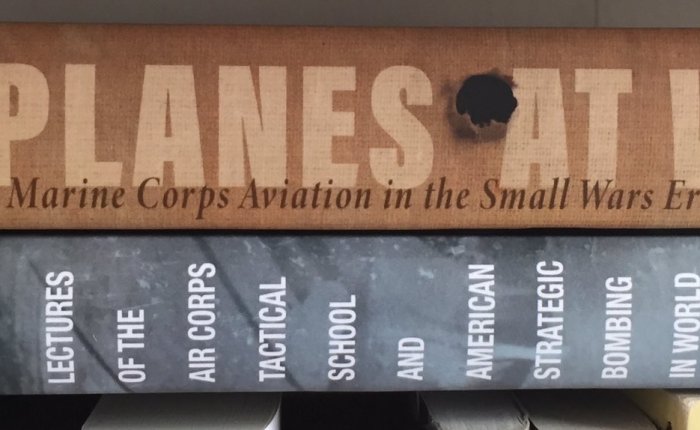 PLANES AT
Marine Corps Aviation in the Small Wars Er
LECTURES
OF THE
AIR CORPS
TACTICAL
SCHOOL
AND
AMERICAN
STRATEGIC
BOMBING
IN WORLD